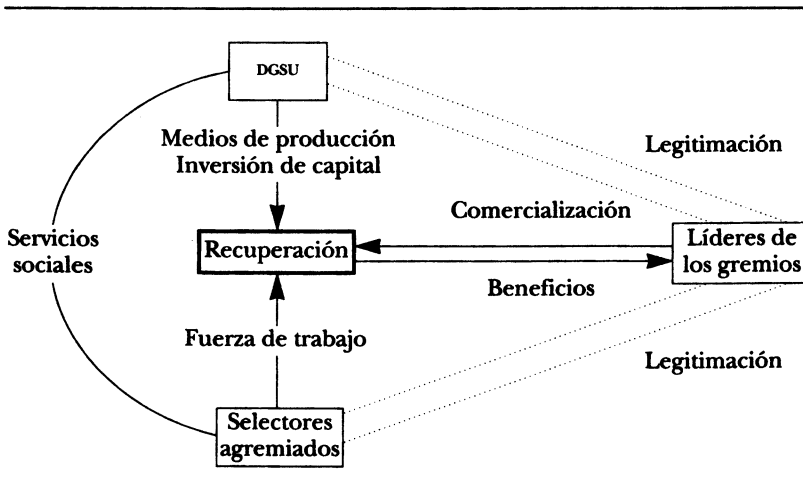 DGSU
Medios de producción
Inversión de capital
Legitimación
Comercialización
Servicios
sociales
Recuperación
Líderes de
los gremios
Beneficios
Fuerza de trabajo
Legitimación
Selectores
agremiados